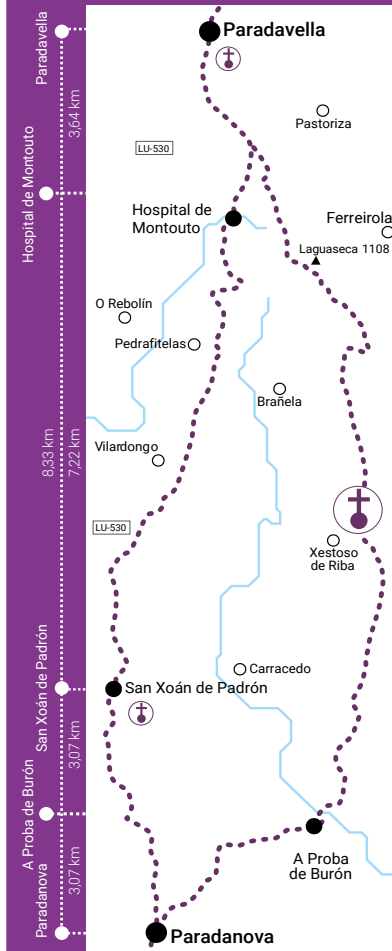 Paradavella
3,64 km
Hospital de Montouto
8,33 km
7,22 km
San Xoán de Padrón
3,07 km
A Proba de Burón
3,07 km
Paradanova
Paradavella
Pastoriza
LU-530
Hospital de
Montouto
Ferreirola
Laguaseca 1108
O Rebolín
Pedrafitelas
Brañela
Vilardongo
LU-530
Xestoso
de Riba
Carracedo
San Xoán de Padrón
A Proba
de Burón
Paradanova